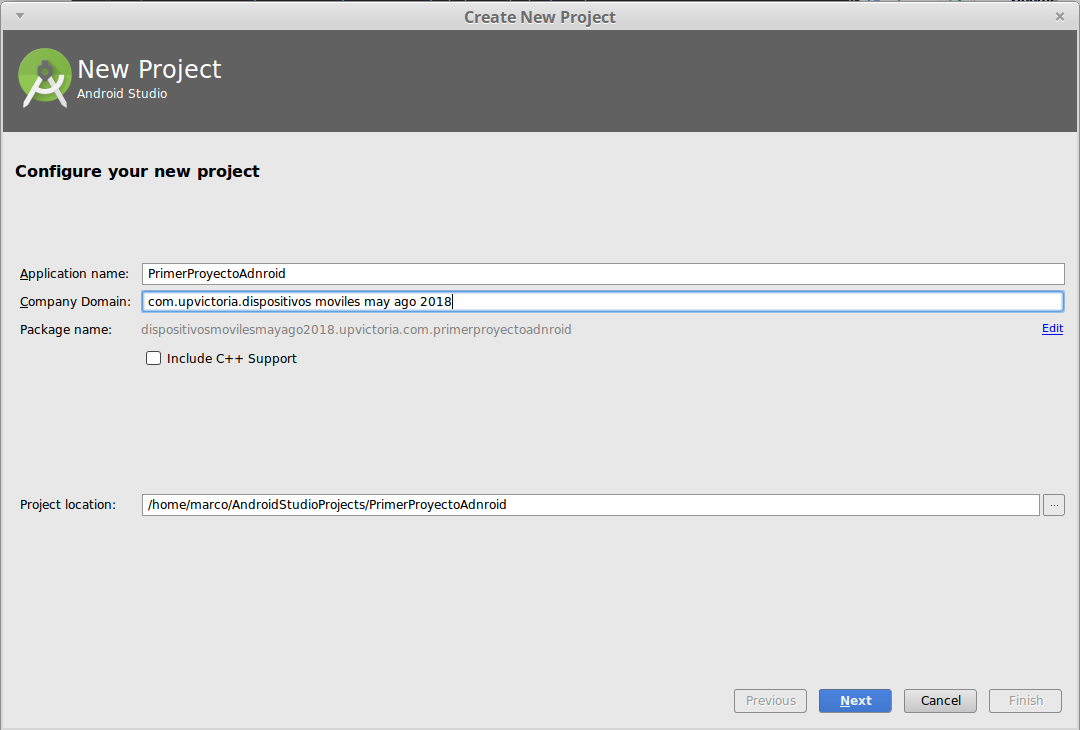 Create New Project
New Project
Android Studio
Configure your new project
Application name: PrimerProyectoAdnroid
Company Domain: com.upvictoria.dispositivos moviles may ago 2018
Package name: dispositivosmovilesmayago2018.upvictoria.com.primerproyectoadnroid Edit
Include C++ Support
Project location: /home/marco/AndroidStudioProjects/PrimerProyectoAdnroid ...
Previous Next Cancel Finish